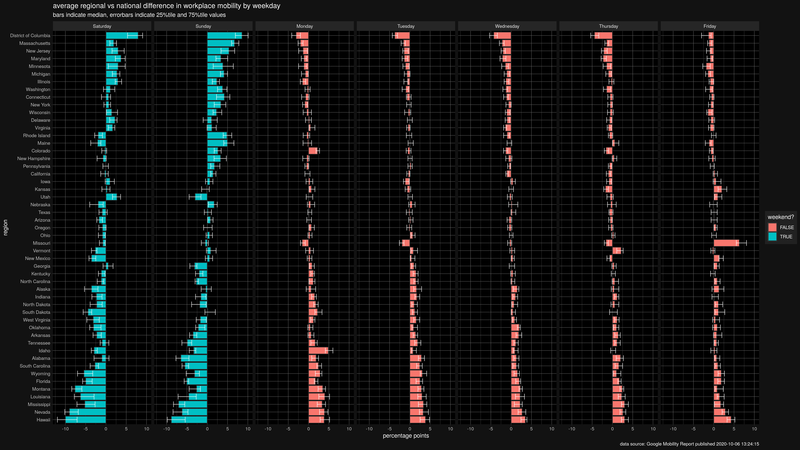 average regional vs national difference in workplace mobility by weekday
bars indicate median, errorbars indicate 25%tile and 75%tile values
Saturday Sunday Monday Tuesday Wednesday Thursday Friday
District of Columbia
Massachusetts
New Jersey
Maryland
Minnesota
Michigan
Illinois
Washington
Connecticut
New York
Wisconsin
Delaware
Virginia
Rhode Island
Maine
Colorado
New Hampshire
Pennsylvania
California
Iowa
Kansas
Utah
Nebraska
Texas
Arizona
Oregon
Ohio
Missouri
Vermont
New Mexico
Georgia
Kentucky
North Carolina
Alaska
Indiana
North Dakota
South Dakota
West Virginia
Oklahoma
Arkansas
Tennessee
Idaho
Alabama
South Carolina
Wyoming
Florida
Montana
Louisiana
Mississippi
Nevada
Hawaii
region
-10 -5 0 5 10 -10 -5 0 5 10 -10 -5 0 5 10 -10 -5 0 5 10 -10 -5 0 5 10 -10 -5 0 5 10 -10 -5 0 5 10
percentage points
weekend?
FALSE
TRUE
data source: Google Mobility Report published 2020-10-06 13:24:15